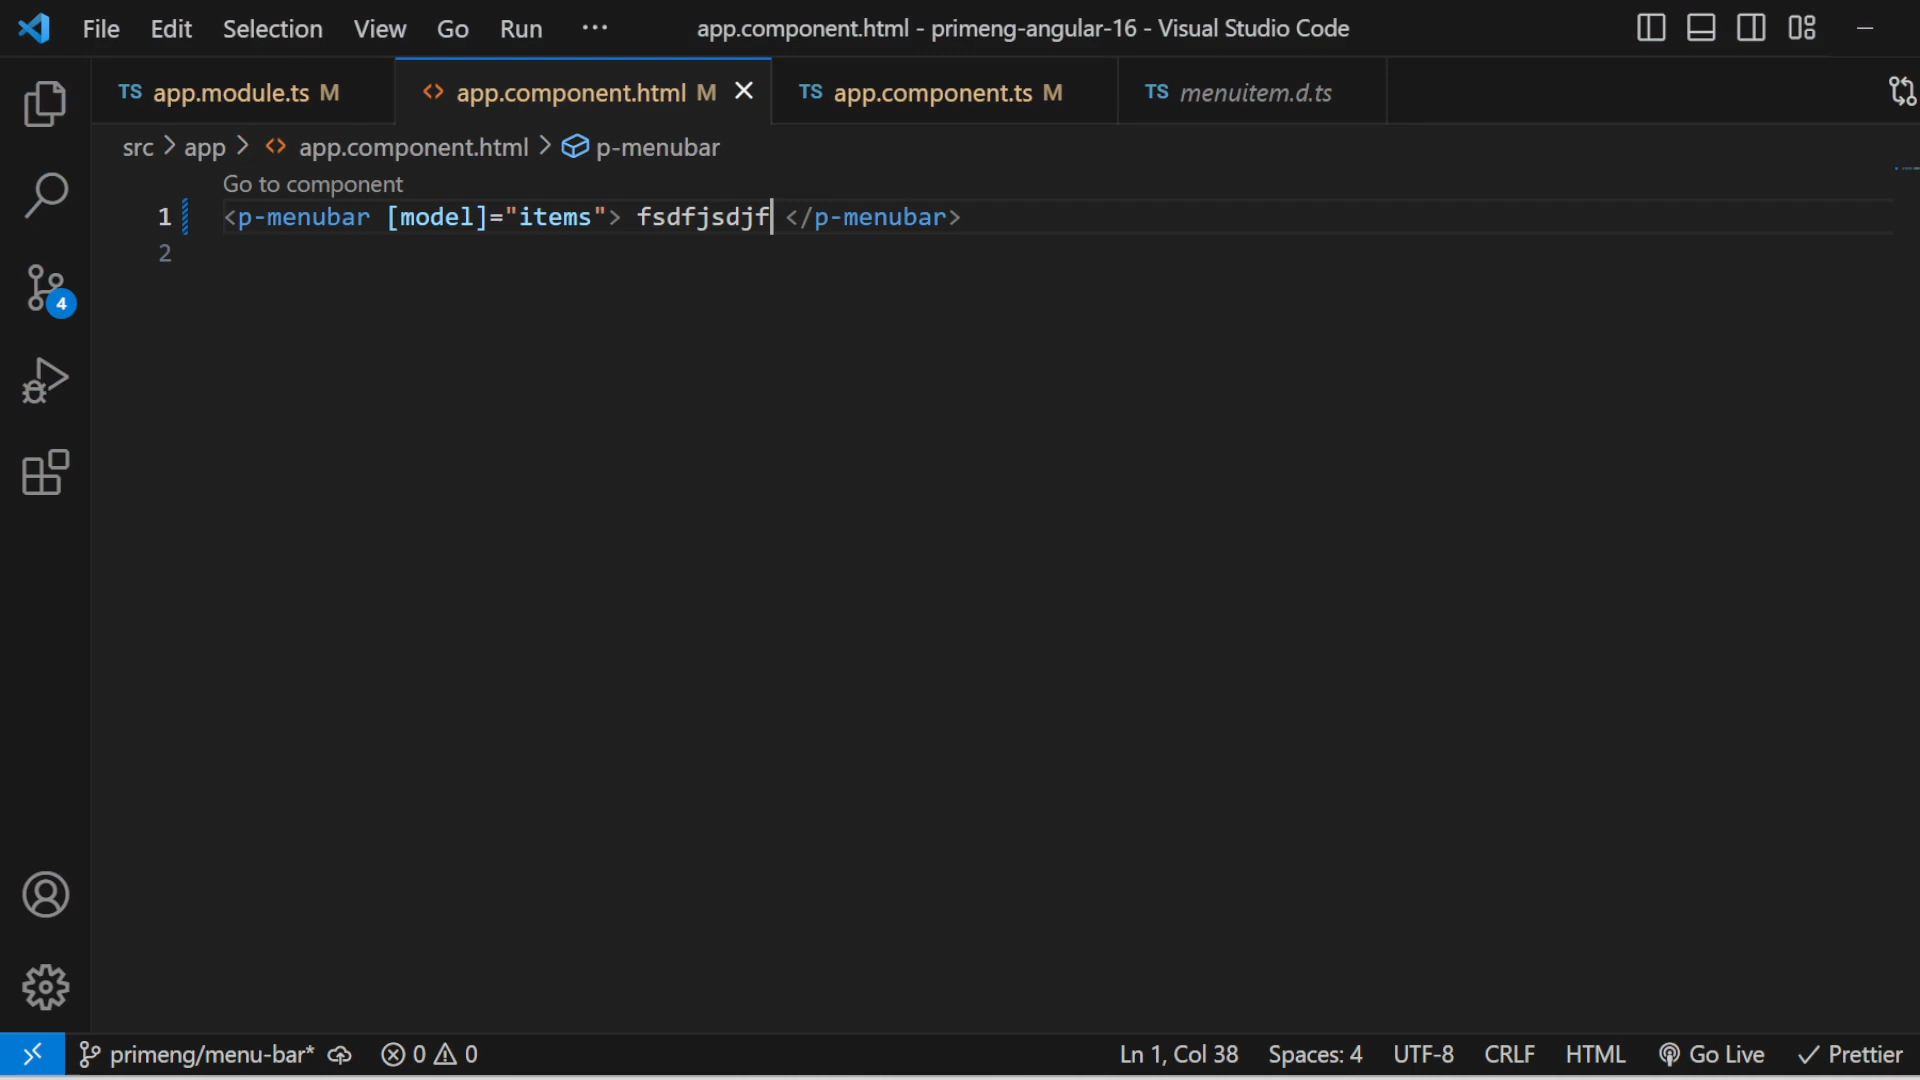 File Edit Selection View Go Run ··· app.component.html - primeng-angular-16 - Visual Studio Code
TS app.module.ts M <> app.component.html M TS app.component.ts M TS menuitem.d.ts
src > app > <> app.component.html > p-menubar
Go to component
1 <p-menubar [model]="items"> fsdfjsdjf </p-menubar>
2
4
primeng/menu-bar* 0 0 Ln 1, Col 38 Spaces: 4 UTF-8 CRLF HTML Go Live Prettier